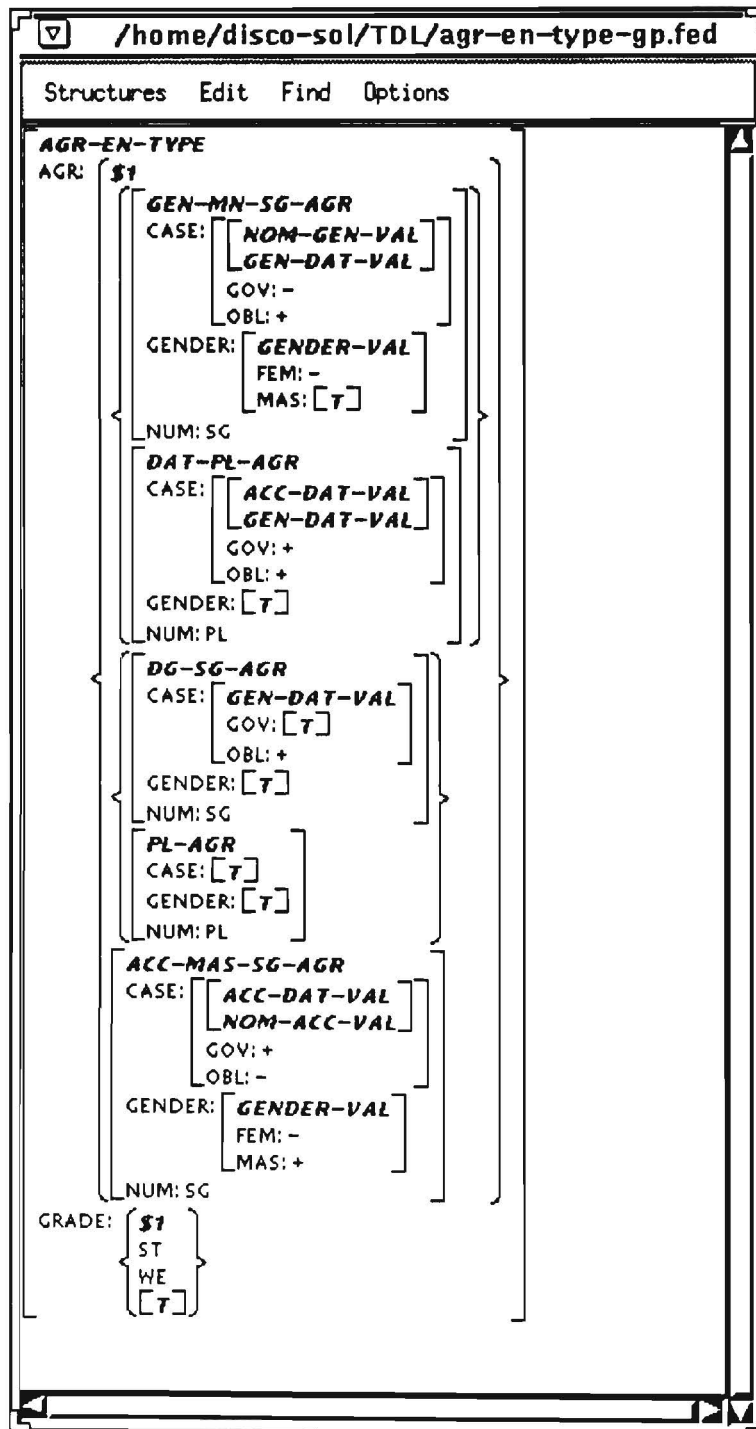 /home/disco-sol/TDL/agr-en-type-gp.fed
Structures Edit Find Options
AGR-EN-TYPE
AGR: $1
GEN-MN-SG-AGR
CASE: NOM-GEN-VAL
GEN-DAT-VAL
GOV: -
OBL: +
GENDER: GENDER-VAL
FEM: -
MAS: [T]
NUM: SG
DAT-PL-AGR
CASE: ACC-DAT-VAL
GEN-DAT-VAL
GOV: +
OBL: +
GENDER: [T]
NUM: PL
DG-SG-AGR
CASE: GEN-DAT-VAL
GOV: [T]
OBL: +
GENDER: [T]
NUM: SG
PL-AGR
CASE: [T]
GENDER: [T]
NUM: PL
ACC-MAS-SG-AGR
CASE: ACC-DAT-VAL
NOM-ACC-VAL
GOV: +
OBL: -
GENDER: GENDER-VAL
FEM: -
MAS: +
NUM: SG
GRADE: $1
ST
WE
[T]